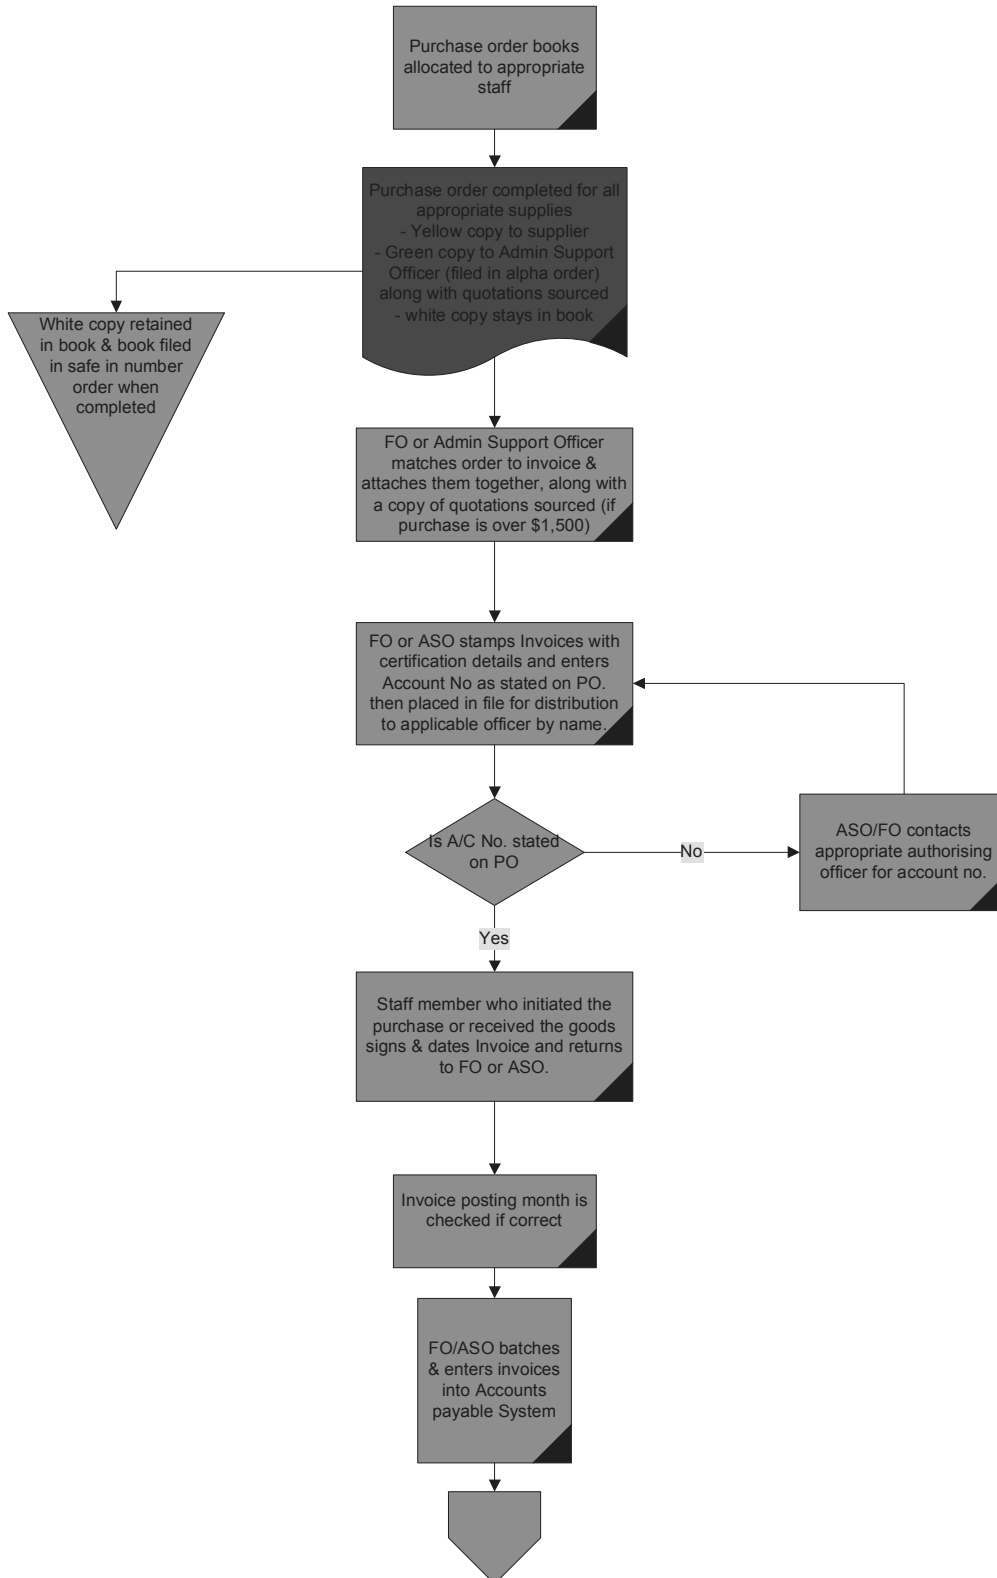 Purchase order books
allocated to appropriate
staff
Purchase order completed for all
appropriate supplies
- Yellow copy to supplier
- Green copy to Admin Support
Officer (filed in alpha order)
along with quotations sourced
- white copy stays in book
White copy retained
in book & book filed
in safe in number
order when
completed
FO or Admin Support Officer
matches order to invoice &
attaches them together, along with
a copy of quotations sourced (if
purchase is over $1,500)
FO or ASO stamps Invoices with
certification details and enters
Account No as stated on PO.
then placed in file for distribution
to applicable officer by name.
Is A/C No. stated
on PO
No
ASO/FO contacts
appropriate authorising
officer for account no.
Yes
Staff member who initiated the
purchase or received the goods
signs & dates Invoice and returns
to FO or ASO.
Invoice posting month is
checked if correct
FO/ASO batches
& enters invoices
into Accounts
payable System